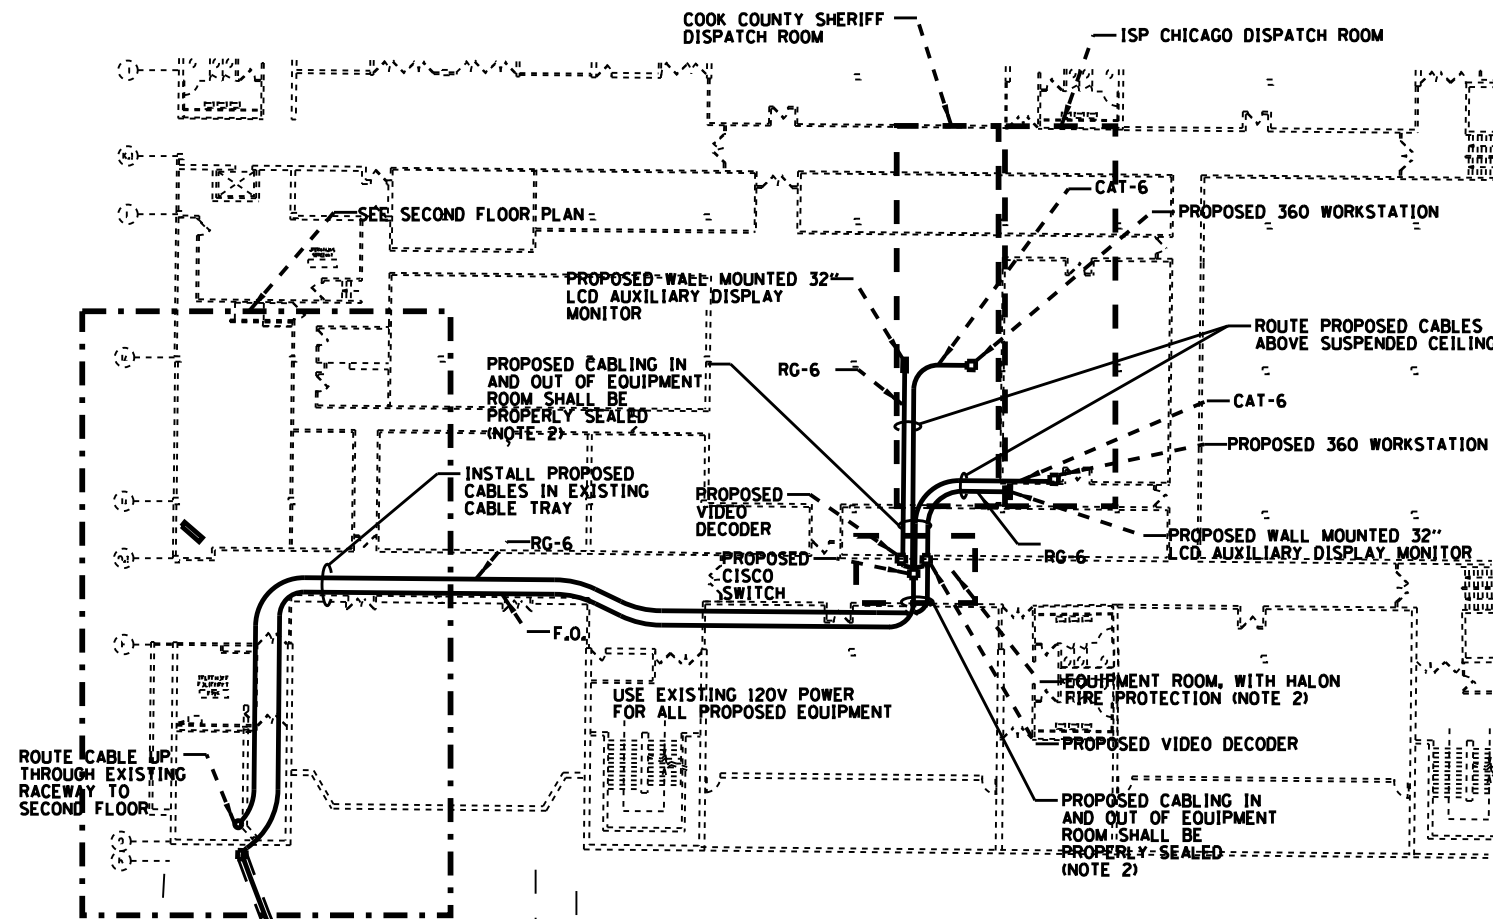 COOK COUNTY SHERIFF
DISPATCH ROOM
ISP CHICAGO DISPATCH ROOM
CAT-6
SEE SECOND FLOOR PLAN
PROPOSED 360 WORKSTATION
PROPOSED WALL MOUNTED 32"
LCD AUXILIARY DISPLAY
MONITOR
ROUTE PROPOSED CABLES
ABOVE SUSPENDED CEILING
PROPOSED CABLING IN
AND OUT OF EQUIPMENT
ROOM SHALL BE
PROPERLY SEALED
(NOTE 2)
RG-6
CAT-6
PROPOSED 360 WORKSTATION
INSTALL PROPOSED
CABLES IN EXISTING
CABLE TRAY
PROPOSED
VIDEO
DECODER
RG-6
PROPOSED WALL MOUNTED 32"
LCD AUXILIARY DISPLAY MONITOR
RG-6
PROPOSED
CISCO
SWITCH
F.O.
USE EXISTING 120V POWER
FOR ALL PROPOSED EQUIPMENT
EQUIPMENT ROOM, WITH HALON
FIRE PROTECTION (NOTE 2)
PROPOSED VIDEO DECODER
ROUTE CABLE UP
THROUGH EXISTING
RACEWAY TO
SECOND FLOOR
PROPOSED CABLING IN
AND OUT OF EQUIPMENT
ROOM SHALL BE
PROPERLY SEALED
(NOTE 2)